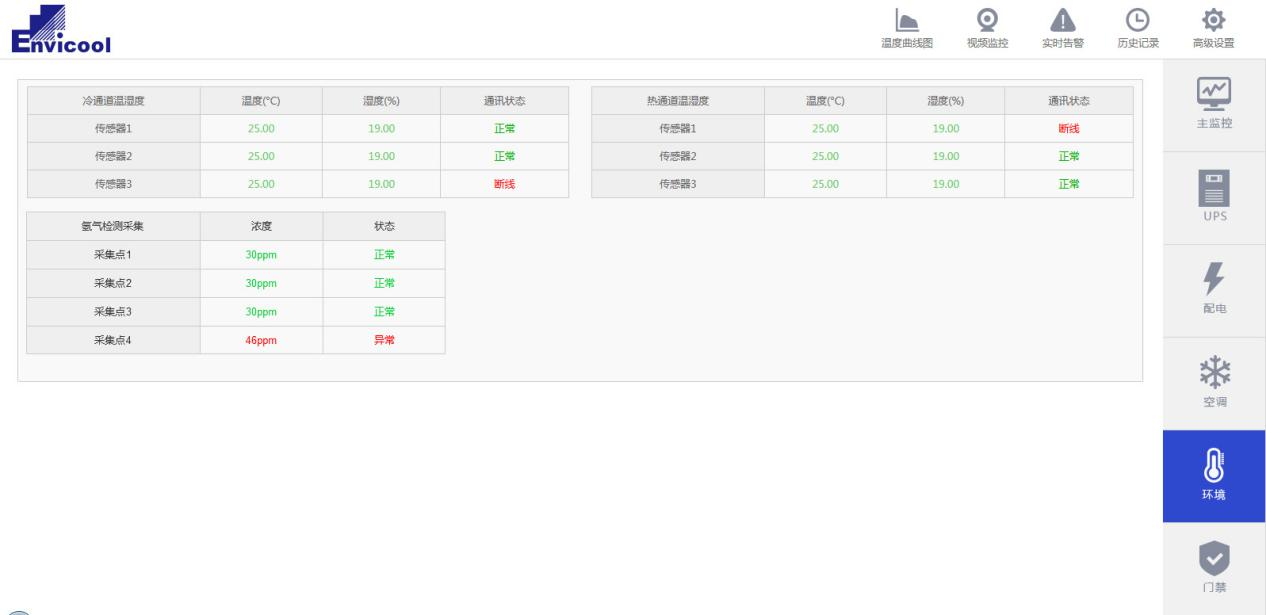 Envicool
温度曲线图 视频监控 实时告警 历史记录 高级设置
冷通道温湿度 温度(°C) 湿度(%) 通讯状态
传感器1 25.00 19.00 正常
传感器2 25.00 19.00 正常
传感器3 25.00 19.00 断线
热通道温湿度 温度(°C) 湿度(%) 通讯状态
传感器1 25.00 19.00 断线
传感器2 25.00 19.00 正常
传感器3 25.00 19.00 正常
氢气检测采集 浓度 状态
采集点1 30ppm 正常
采集点2 30ppm 正常
采集点3 30ppm 正常
采集点4 46ppm 异常
主监控
UPS
配电
空调
环境
门禁